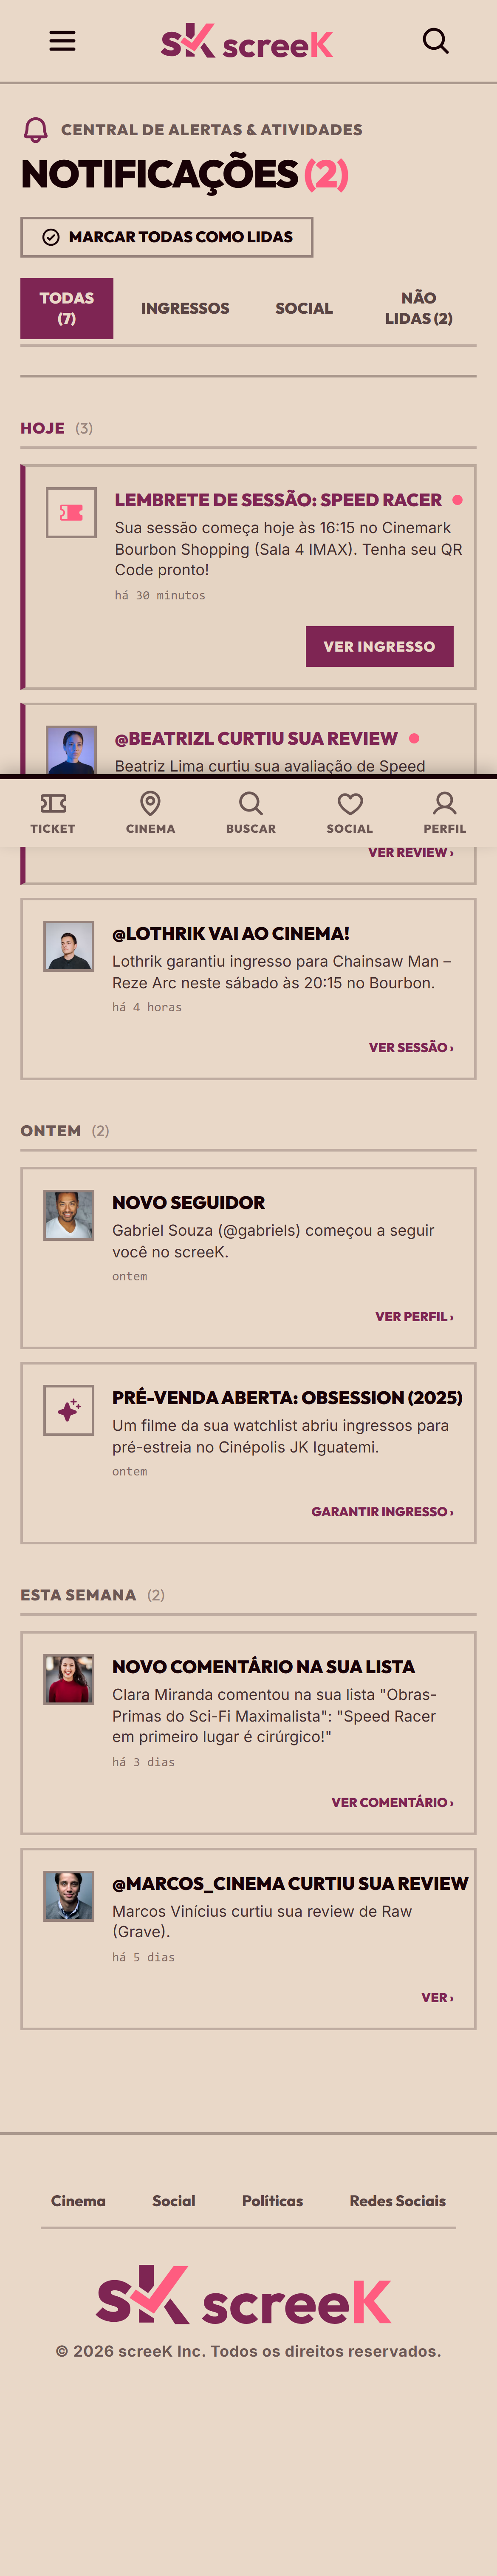 sK screeK
CENTRAL DE ALERTAS & ATIVIDADES
NOTIFICAÇÕES (2)
MARCAR TODAS COMO LIDAS
TODAS
(7)
INGRESSOS
SOCIAL
NÃO
LIDAS (2)
HOJE (3)
LEMBRETE DE SESSÃO: SPEED RACER
Sua sessão começa hoje às 16:15 no Cinemark
Bourbon Shopping (Sala 4 IMAX). Tenha seu QR
Code pronto!
há 30 minutos
VER INGRESSO
@BEATRIZL CURTIU SUA REVIEW
Beatriz Lima curtiu sua avaliação de Speed
TICKET
CINEMA
BUSCAR
SOCIAL
PERFIL
VER REVIEW ›
@LOTHRIK VAI AO CINEMA!
Lothrik garantiu ingresso para Chainsaw Man –
Reze Arc neste sábado às 20:15 no Bourbon.
há 4 horas
VER SESSÃO ›
ONTEM (2)
NOVO SEGUIDOR
Gabriel Souza (@gabriels) começou a seguir
você no screeK.
ontem
VER PERFIL ›
PRÉ-VENDA ABERTA: OBSESSION (2025)
Um filme da sua watchlist abriu ingressos para
pré-estreia no Cinépolis JK Iguatemi.
ontem
GARANTIR INGRESSO ›
ESTA SEMANA (2)
NOVO COMENTÁRIO NA SUA LISTA
Clara Miranda comentou na sua lista "Obras-
Primas do Sci-Fi Maximalista": "Speed Racer
em primeiro lugar é cirúrgico!"
há 3 dias
VER COMENTÁRIO ›
@MARCOS_CINEMA CURTIU SUA REVIEW
Marcos Vinícius curtiu sua review de Raw
(Grave).
há 5 dias
VER ›
Cinema
Social
Políticas
Redes Sociais
sK screeK
© 2026 screeK Inc. Todos os direitos reservados.